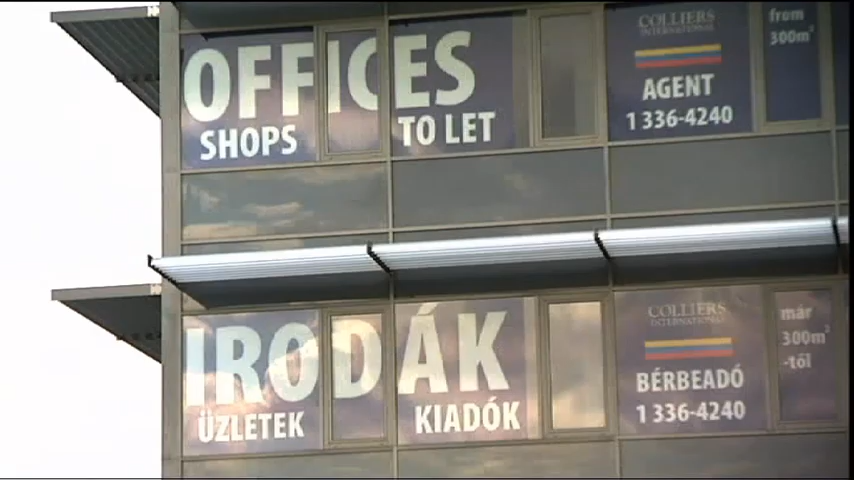 OFFICES
SHOPS TO LET
COLLIERS
INTERNATIONAL
AGENT
1 336-4240
from
300m²
IRODÁK
ÜZLETEK KIADÓK
COLLIERS
INTERNATIONAL
BÉRBEADÓ
1 336-4240
már
300m²
-től